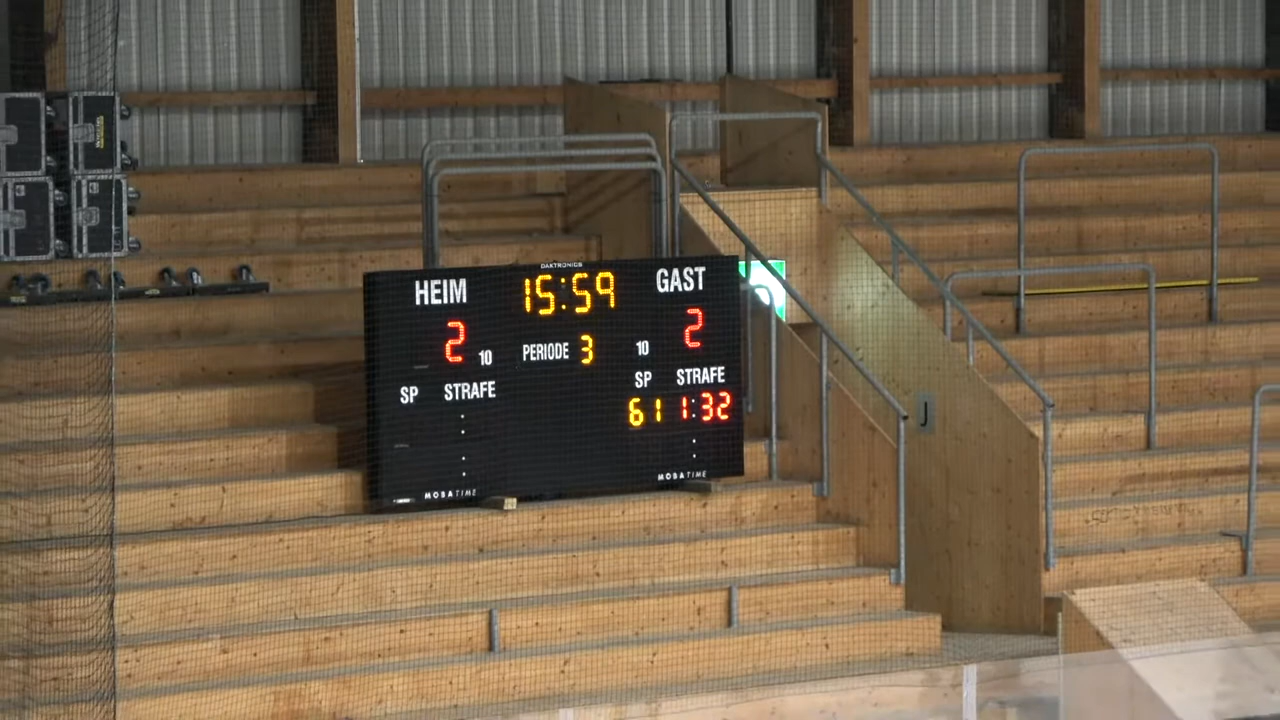 DAKTRONICS
HEIM 15:59 GAST
2 10 PERIODE 3 10 2
SP STRAFE SP STRAFE
61 1:32
MOBATIME MOBATIME
J